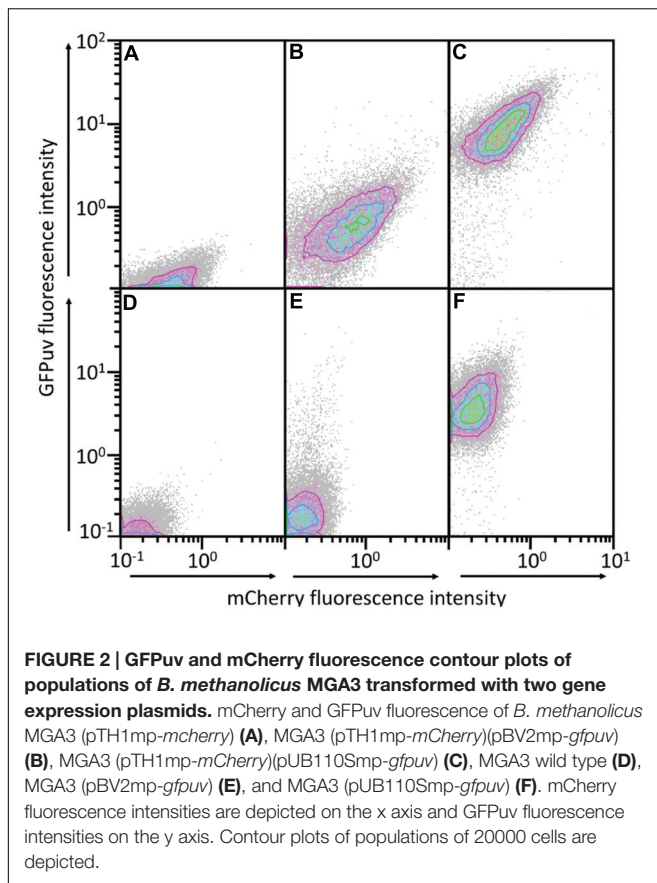 A
B
C
10²
10¹
10⁰
GFPuv fluorescence intensity
D
E
F
10¹
10⁰
10⁻¹
10⁻¹
10⁰
10⁰
10⁰
10¹
mCherry fluorescence intensity
FIGURE 2 | GFPuv and mCherry fluorescence contour plots of
populations of B. methanolicus MGA3 transformed with two gene
expression plasmids. mCherry and GFPuv fluorescence of B. methanolicus
MGA3 (pTH1mp-mcherry) (A), MGA3 (pTH1mp-mCherry)(pBV2mp-gfpuv)
(B), MGA3 (pTH1mp-mCherry)(pUB110Smp-gfpuv) (C), MGA3 wild type (D),
MGA3 (pBV2mp-gfpuv) (E), and MGA3 (pUB110Smp-gfpuv) (F). mCherry
fluorescence intensities are depicted on the x axis and GFPuv fluorescence
intensities on the y axis. Contour plots of populations of 20000 cells are
depicted.